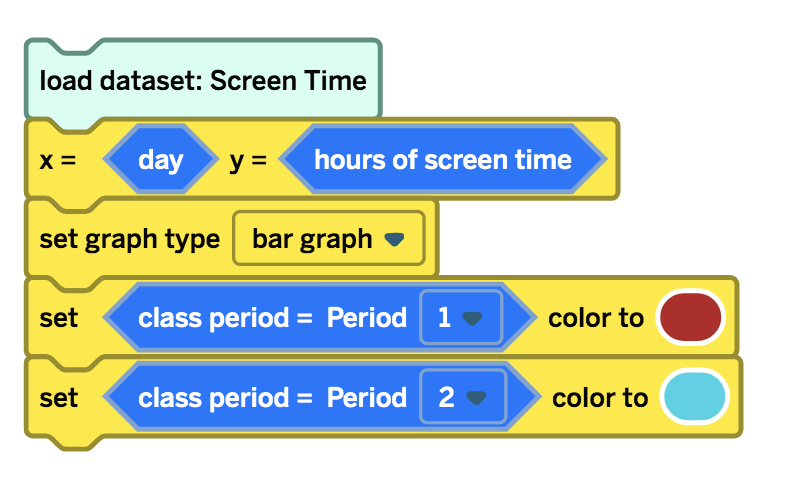 load dataset: Screen Time
x = day y = hours of screen time
set graph type bar graph
set class period = Period 1 color to
set class period = Period 2 color to